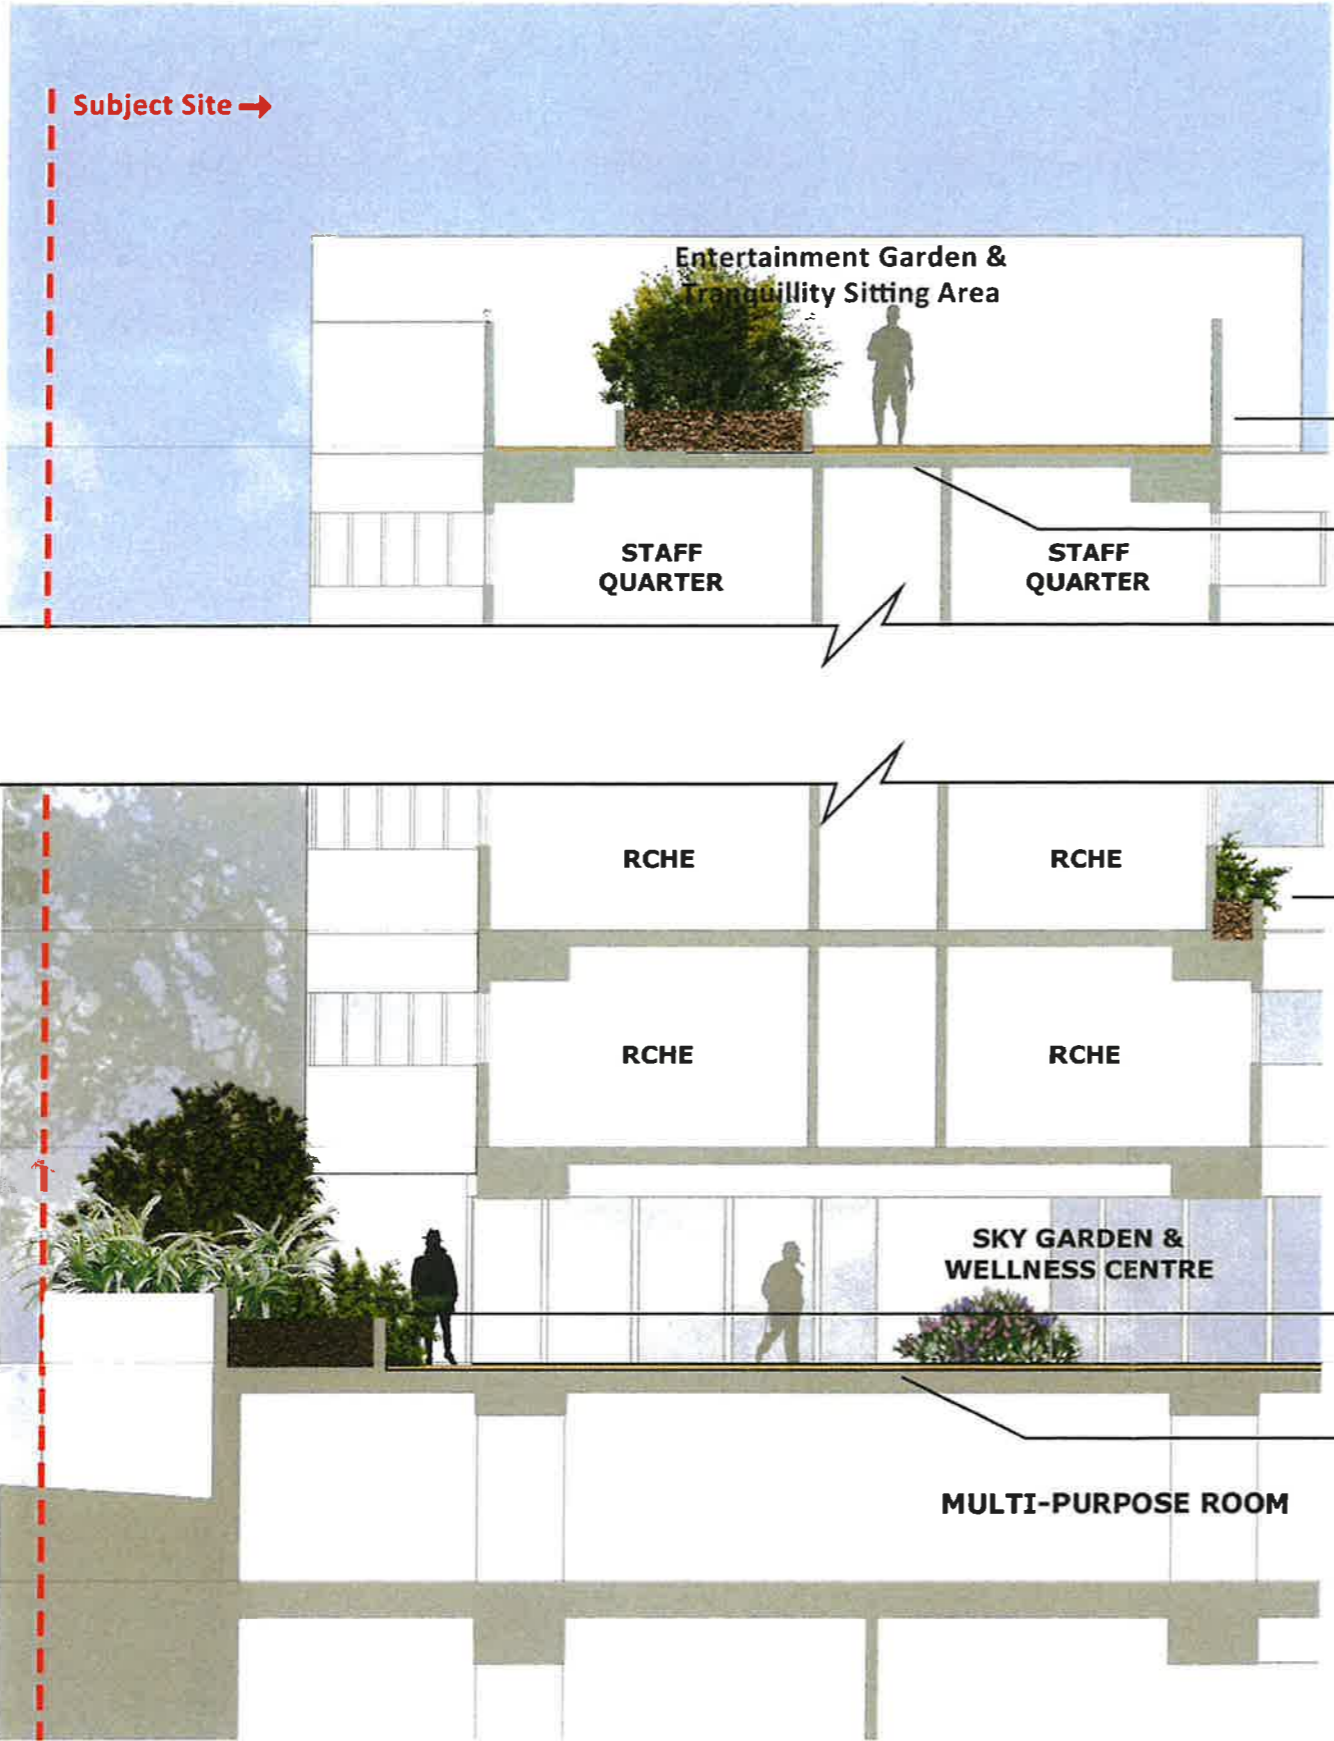 Subject Site →
Entertainment Garden &
Tranquillity Sitting Area
STAFF
QUARTER
STAFF
QUARTER
RCHE
RCHE
RCHE
RCHE
SKY GARDEN &
WELLNESS CENTRE
MULTI-PURPOSE ROOM